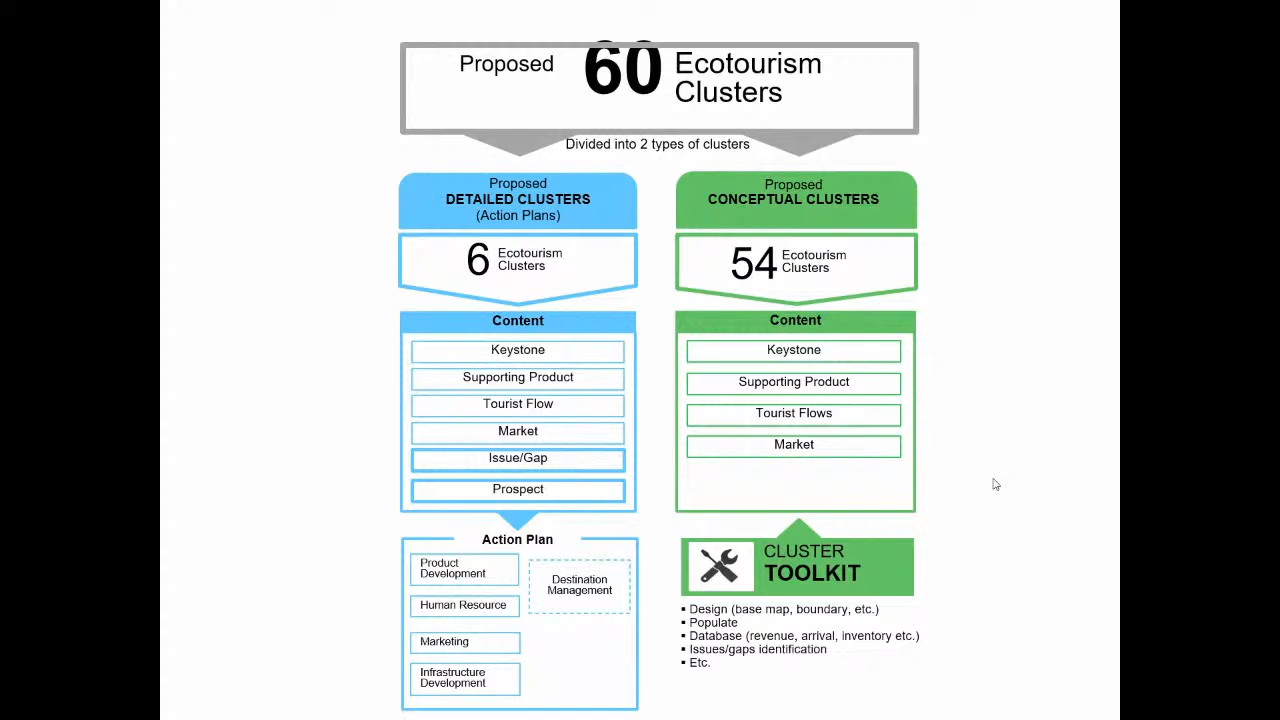 Proposed 60 Ecotourism
Clusters
Divided into 2 types of clusters
Proposed
DETAILED CLUSTERS
(Action Plans)
6 Ecotourism
Clusters
Content
Keystone
Supporting Product
Tourist Flow
Market
Issue/Gap
Prospect
Action Plan
Product
Development
Human Resource
Marketing
Infrastructure
Development
Destination
Management
Proposed
CONCEPTUAL CLUSTERS
54 Ecotourism
Clusters
Content
Keystone
Supporting Product
Tourist Flows
Market
CLUSTER
TOOLKIT
▪ Design (base map, boundary, etc.)
▪ Populate
▪ Database (revenue, arrival, inventory etc.)
▪ Issues/gaps identification
▪ Etc.